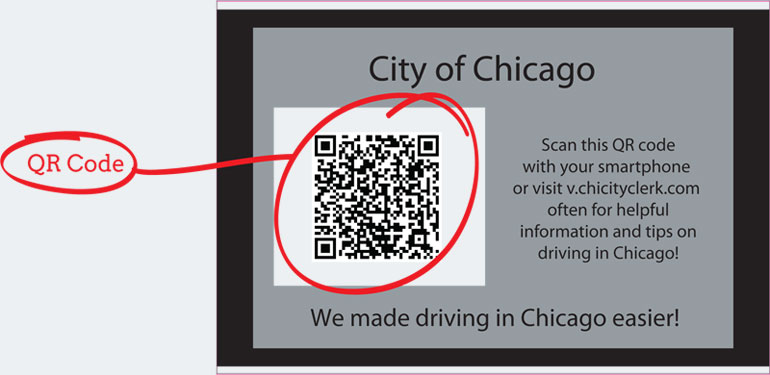 City of Chicago
QR Code
Scan this QR code
with your smartphone
or visit v.chicityclerk.com
often for helpful
information and tips on
driving in Chicago!
We made driving in Chicago easier!